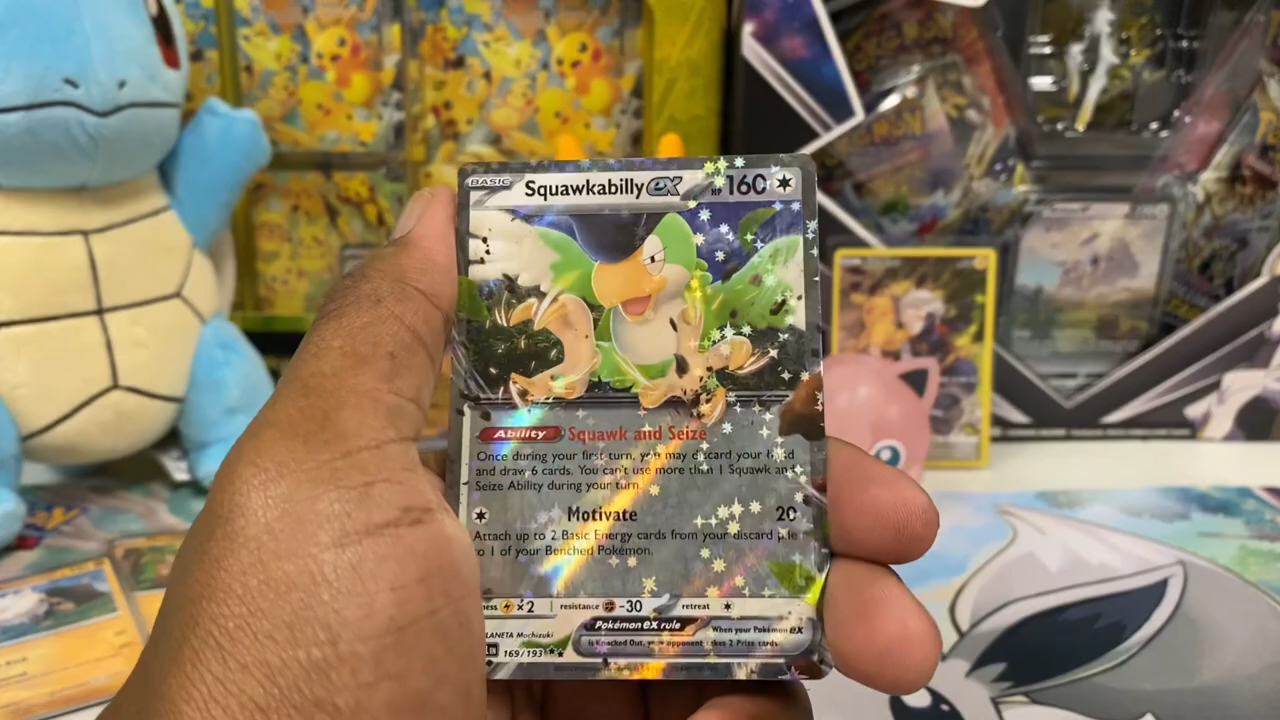 BASIC Squawkabilly ex HP 160
Ability Squawk and Seize
Once during your first turn, you may discard your hand
and draw 6 cards. You can't use more than 1 Squawk and
Seize Ability during your turn.
Motivate 20
Attach up to 2 Basic Energy cards from your discard pile
to 1 of your Benched Pokémon.
ness ×2 resistance -30 retreat
LANETA Mochizuki
Pokémon ex rule
When your Pokémon ex
is Knocked Out, your opponent takes 2 Prize cards.
EN 169/193
POKÉMON